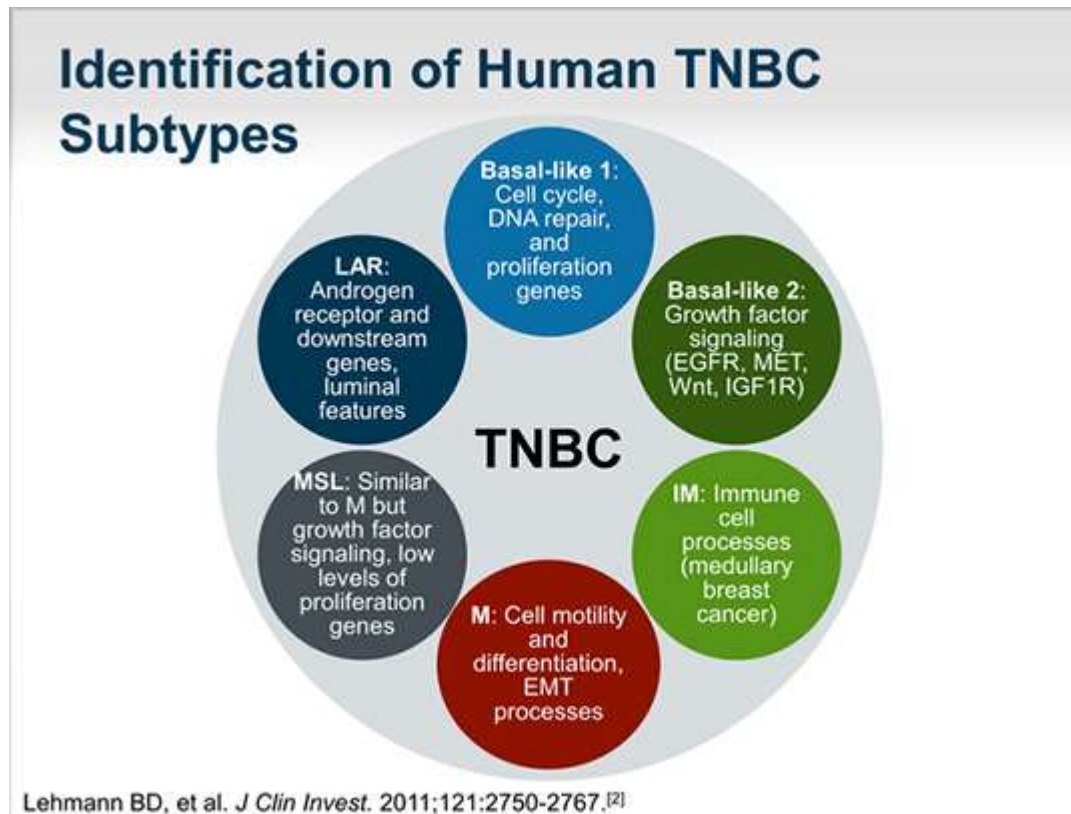 Identification of Human TNBC
Subtypes
Basal-like 1:
Cell cycle,
DNA repair,
and
proliferation
genes
Basal-like 2:
Growth factor
signaling
(EGFR, MET,
Wnt, IGF1R)
IM: Immune
cell
processes
(medullary
breast
cancer)
M: Cell motility
and
differentiation,
EMT
processes
MSL: Similar
to M but
growth factor
signaling, low
levels of
proliferation
genes
LAR:
Androgen
receptor and
downstream
genes,
luminal
features
TNBC
Lehmann BD, et al. J Clin Invest. 2011;121:2750-2767.[2]